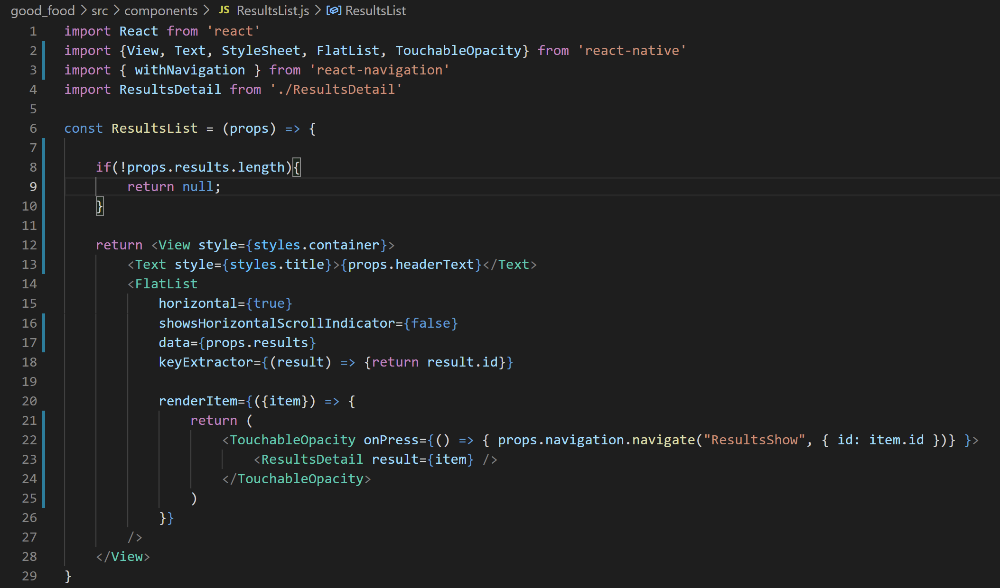 good_food > src > components > JS ResultsList.js > ResultsList
1 import React from 'react'
2 import {View, Text, StyleSheet, FlatList, TouchableOpacity} from 'react-native'
3 import { withNavigation } from 'react-navigation'
4 import ResultsDetail from './ResultsDetail'
5
6 const ResultsList = (props) => {
7
8     if(!props.results.length){
9         return null;
10     }
11
12     return <View style={styles.container}>
13         <Text style={styles.title}>{props.headerText}</Text>
14         <FlatList
15             horizontal={true}
16             showsHorizontalScrollIndicator={false}
17             data={props.results}
18             keyExtractor={(result) => {return result.id}}
19
20             renderItem={({item}) => {
21                 return (
22                     <TouchableOpacity onPress={() => { props.navigation.navigate("ResultsShow", { id: item.id })} }>
23                         <ResultsDetail result={item} />
24                     </TouchableOpacity>
25                 )
26             }}
27         />
28     </View>
29 }